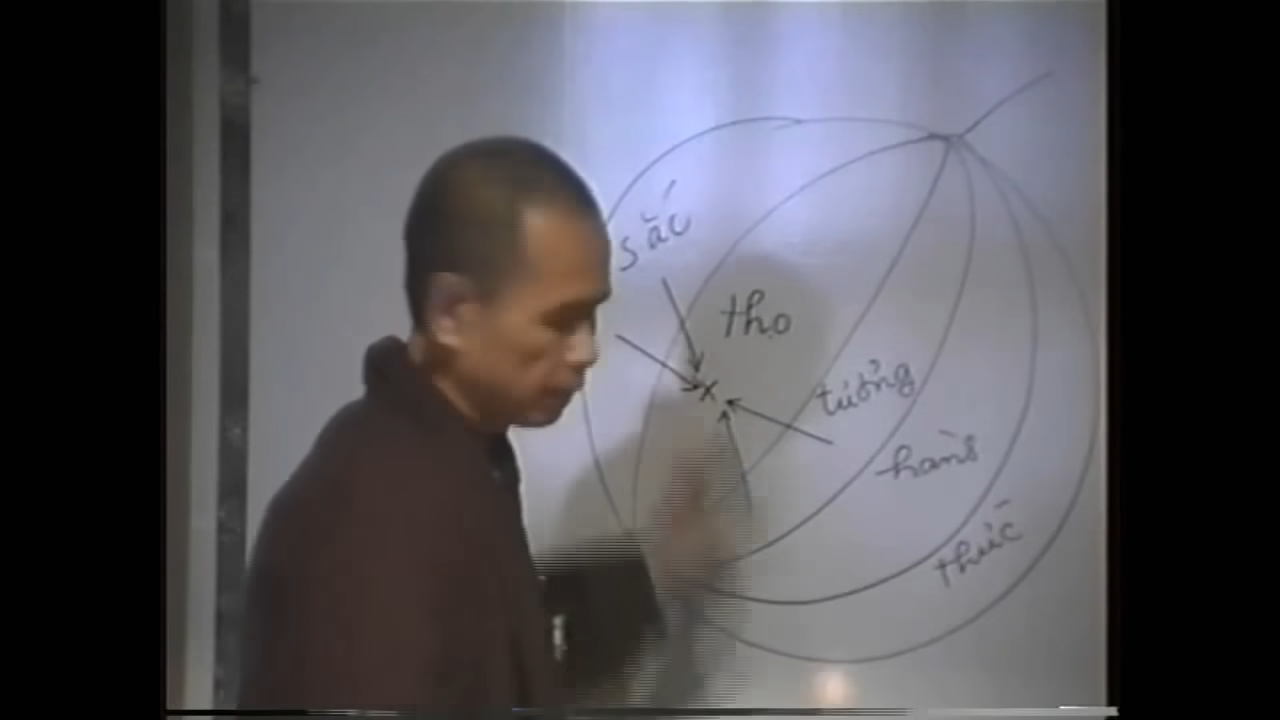 sắc
thọ
x
tưởng
hành
thức